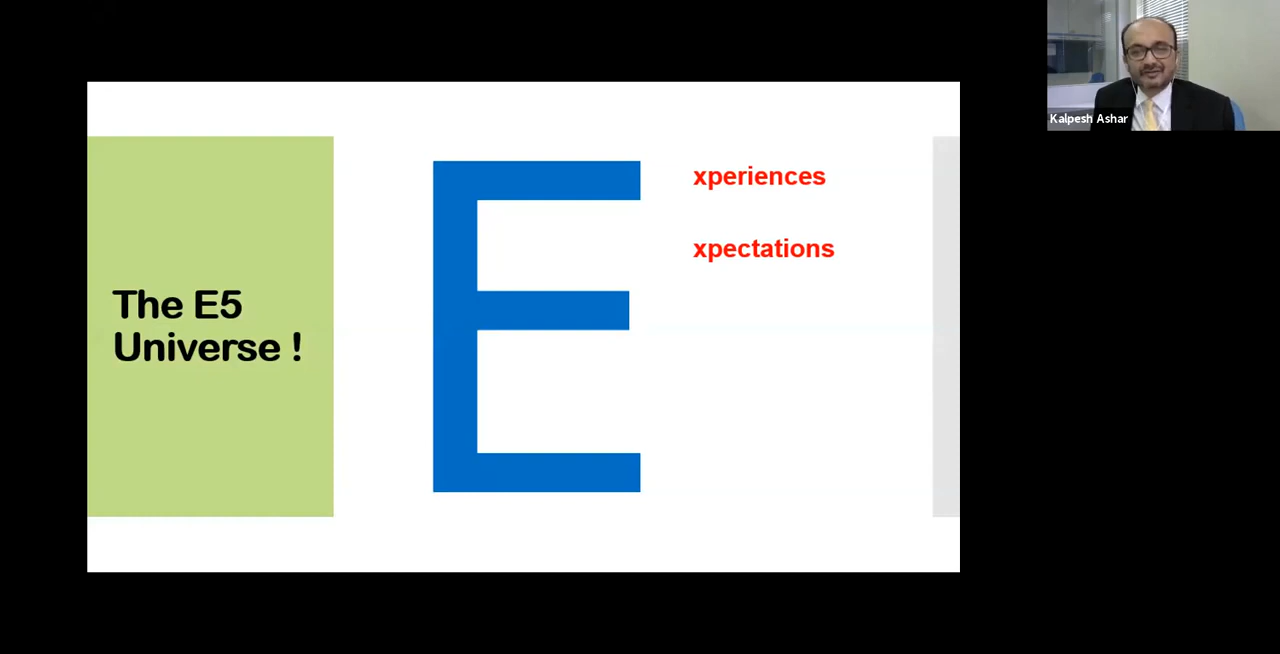 Kalpesh Ashar
The E5
Universe !
E
xperiences
xpectations